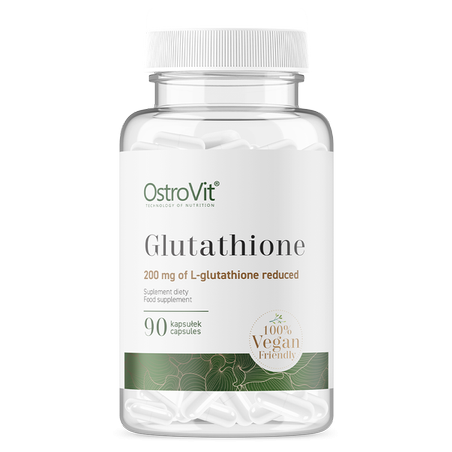 OstroVit®
TECHNOLOGY OF NUTRITION
Glutathione
200 mg of L-glutathione reduced
Suplement diety
Food supplement
90 kapsułek
capsules
100%
Vegan
Friendly